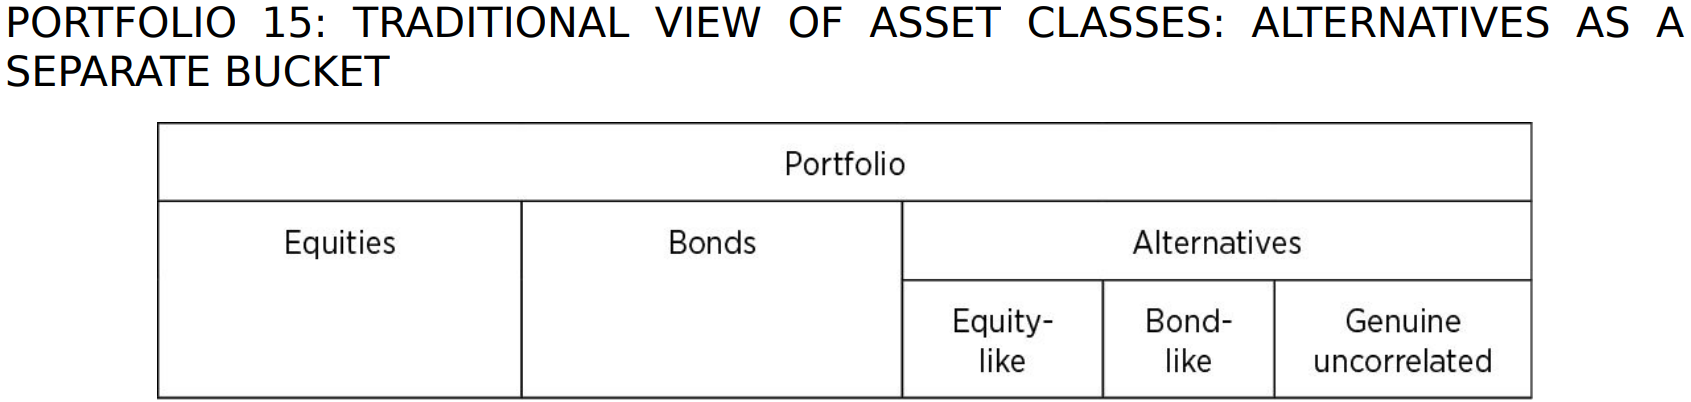 PORTFOLIO 15: TRADITIONAL VIEW OF ASSET CLASSES: ALTERNATIVES AS A
SEPARATE BUCKET
Portfolio
Equities
Bonds
Alternatives
Equity-
like
Bond-
like
Genuine
uncorrelated